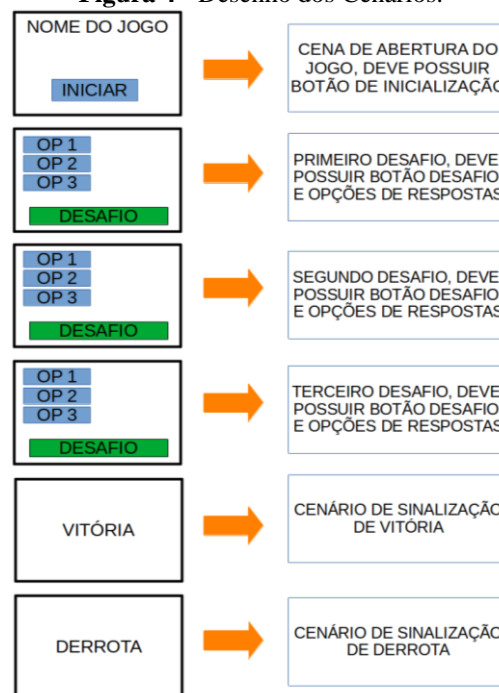 Figura 4 - Desenho dos Cenários.
NOME DO JOGO
INICIAR
CENA DE ABERTURA DO
JOGO, DEVE POSSUIR
BOTÃO DE INICIALIZAÇÃO
OP 1
OP 2
OP 3
DESAFIO
PRIMEIRO DESAFIO, DEVE
POSSUIR BOTÃO DESAFIO
E OPÇÕES DE RESPOSTAS
OP 1
OP 2
OP 3
DESAFIO
SEGUNDO DESAFIO, DEVE
POSSUIR BOTÃO DESAFIO
E OPÇÕES DE RESPOSTAS
OP 1
OP 2
OP 3
DESAFIO
TERCEIRO DESAFIO, DEVE
POSSUIR BOTÃO DESAFIO
E OPÇÕES DE RESPOSTAS
VITÓRIA
CENÁRIO DE SINALIZAÇÃO
DE VITÓRIA
DERROTA
CENÁRIO DE SINALIZAÇÃO
DE DERROTA